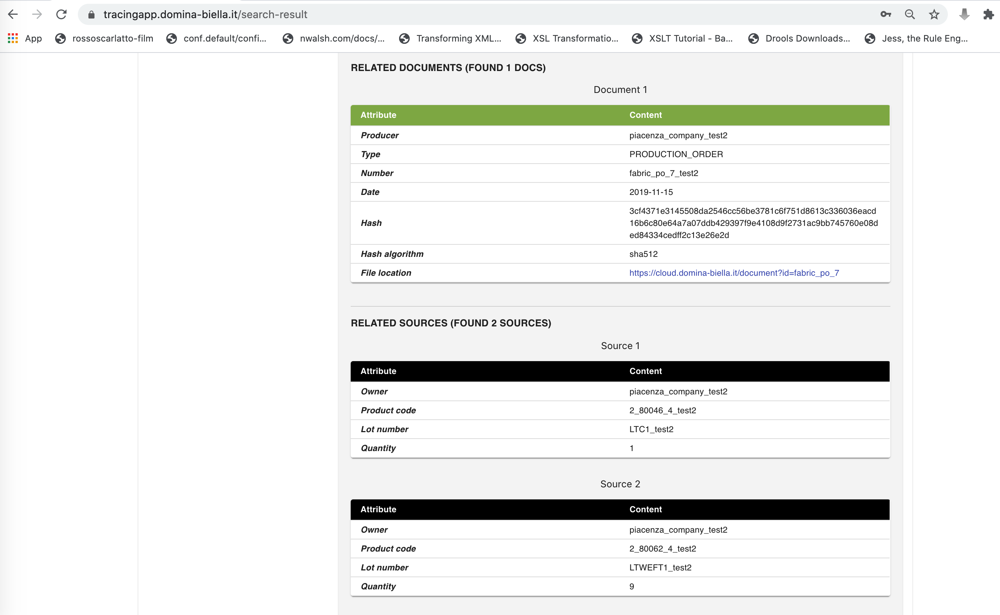 tracingapp.domina-biella.it/search-result
App rossoscarlatto-film conf.default/confi... nwalsh.com/docs/... Transforming XML... XSL Transformatio... XSLT Tutorial - Ba... Drools Downloads... Jess, the Rule Eng...
RELATED DOCUMENTS (FOUND 1 DOCS)
Document 1
Attribute Content
Producer piacenza_company_test2
Type PRODUCTION_ORDER
Number fabric_po_7_test2
Date 2019-11-15
Hash 3cf4371e3145508da2546cc56be3781c6f751d8613c336036eacd
16b6c80e64a7a07ddb429397f9e4108d9f2731ac9bb745760e08d
ed84334cedff2c13e26e2d
Hash algorithm sha512
File location https://cloud.domina-biella.it/document?id=fabric_po_7
RELATED SOURCES (FOUND 2 SOURCES)
Source 1
Attribute Content
Owner piacenza_company_test2
Product code 2_80046_4_test2
Lot number LTC1_test2
Quantity 1
Source 2
Attribute Content
Owner piacenza_company_test2
Product code 2_80062_4_test2
Lot number LTWEFT1_test2
Quantity 9